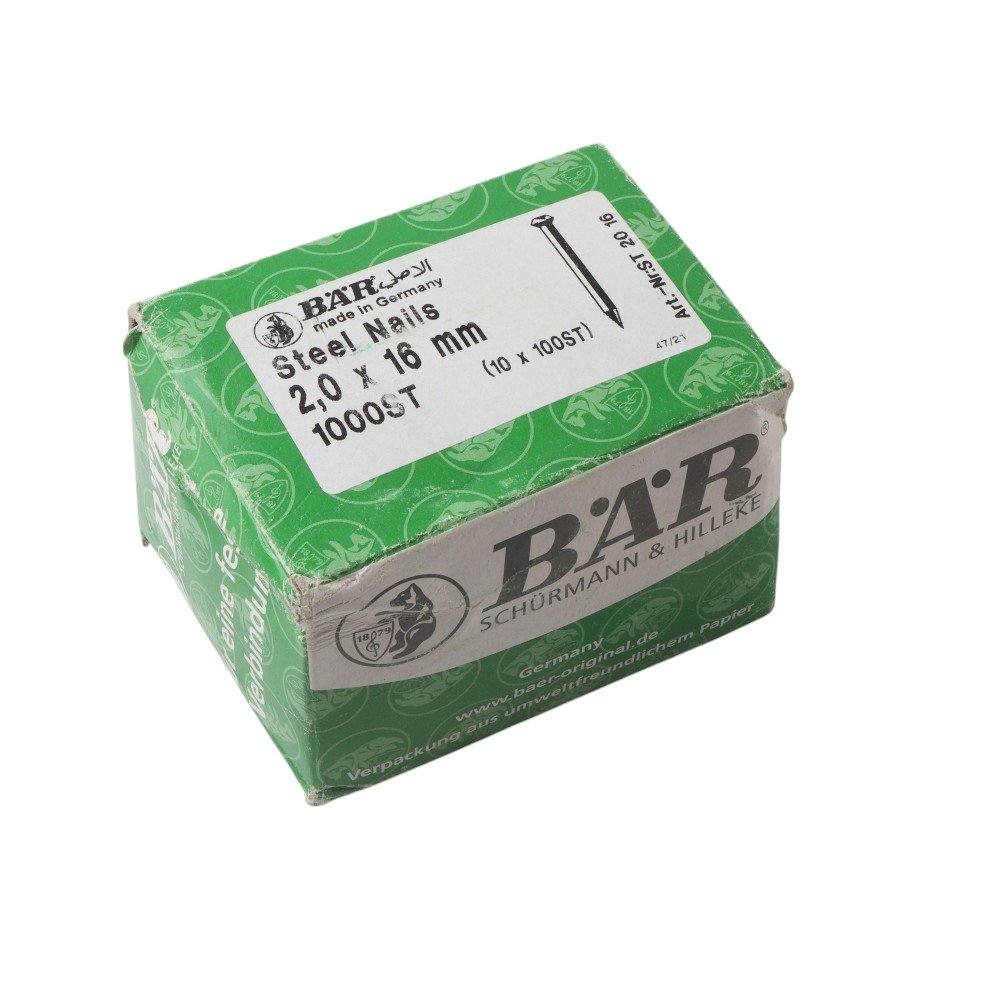 BÄR® الاصلي
made in Germany
Steel Nails
2,0 x 16 mm
1000ST
(10 x 100ST)
Art.-Nr:ST 20 16
47/21
BÄR®
SCHÜRMANN & HILLEKE
1879
Germany
www.baer-original.de
Verpackung aus umweltfreundlichem Papier
BÄR